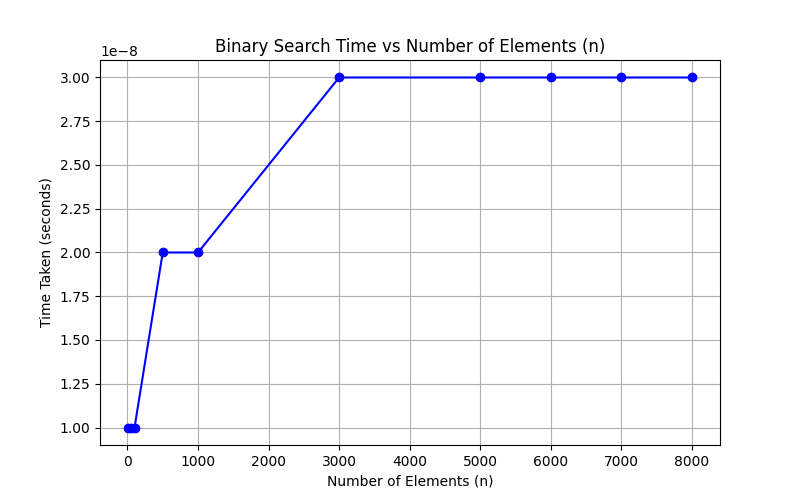 Binary Search Time vs Number of Elements (n)
1e−8
3.00
2.75
2.50
2.25
2.00
1.75
1.50
1.25
1.00
Time Taken (seconds)
0 1000 2000 3000 4000 5000 6000 7000 8000
Number of Elements (n)